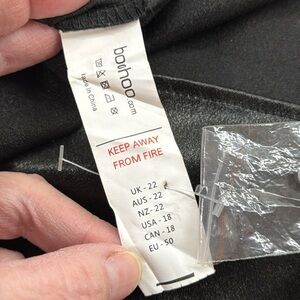 boohoo.com
Made in China
KEEP AWAY
FROM FIRE
UK - 22
AUS - 22
NZ - 22
USA - 18
CAN - 18
EU - 50